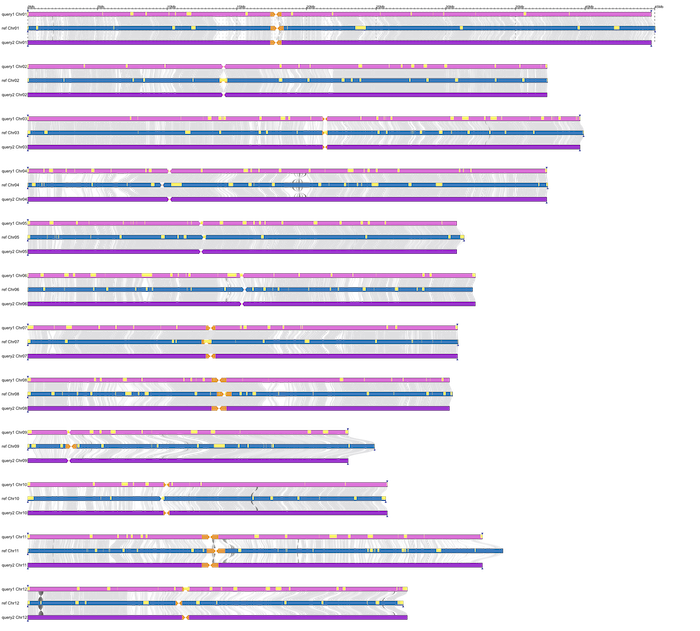 query1 Chr01
ref Chr01
query2 Chr01
query1 Chr02
ref Chr02
query2 Chr02
query1 Chr03
ref Chr03
query2 Chr03
query1 Chr04
ref Chr04
query2 Chr04
query1 Chr05
ref Chr05
query2 Chr05
query1 Chr06
ref Chr06
query2 Chr06
query1 Chr07
ref Chr07
query2 Chr07
query1 Chr08
ref Chr08
query2 Chr08
query1 Chr09
ref Chr09
query2 Chr09
query1 Chr10
ref Chr10
query2 Chr10
query1 Chr11
ref Chr11
query2 Chr11
query1 Chr12
ref Chr12
query2 Chr12